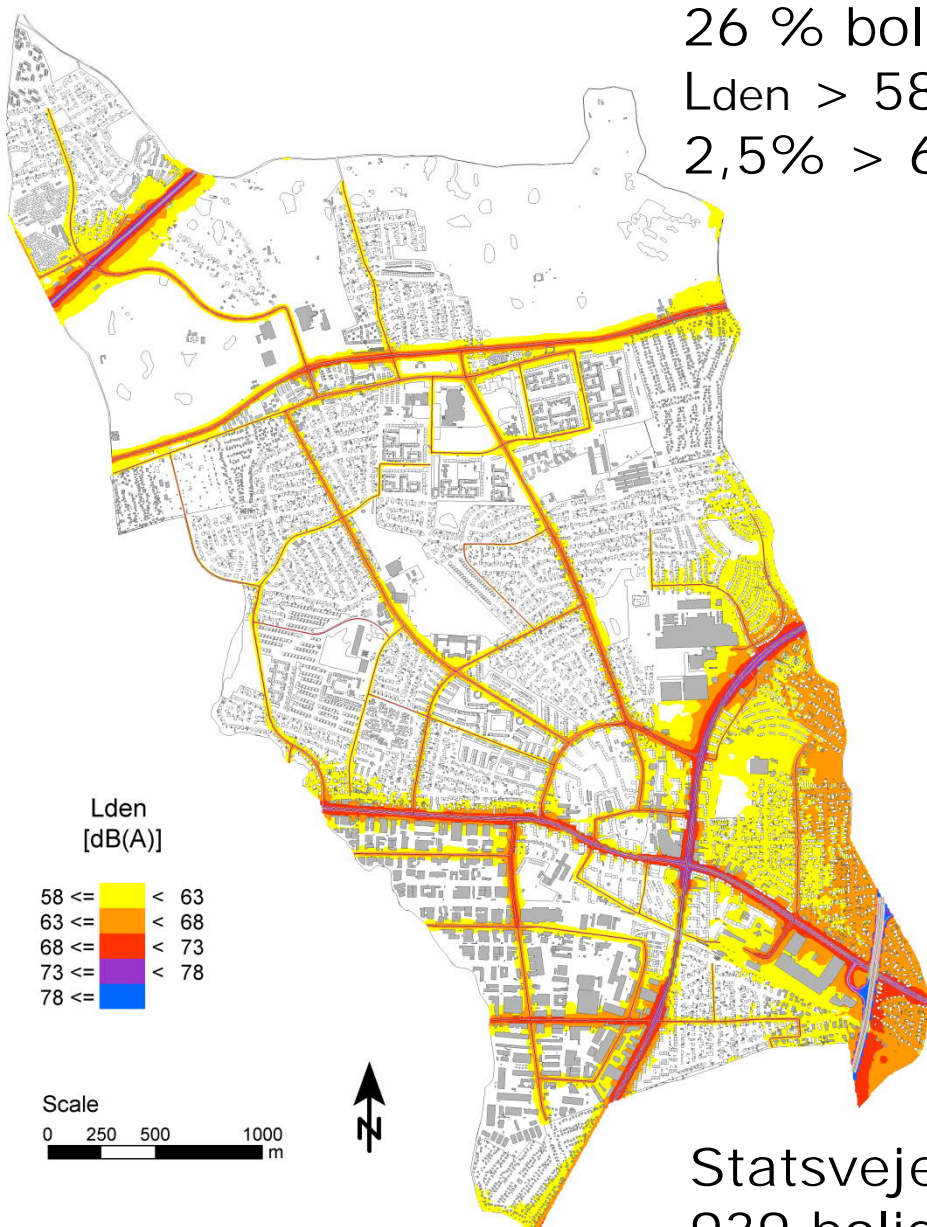 26 % bol
Lden > 58
2,5% > 6
Lden
[dB(A)]
58 <= < 63
63 <= < 68
68 <= < 73
73 <= < 78
78 <=
Scale
0 250 500 1000
m
N
Statsveje